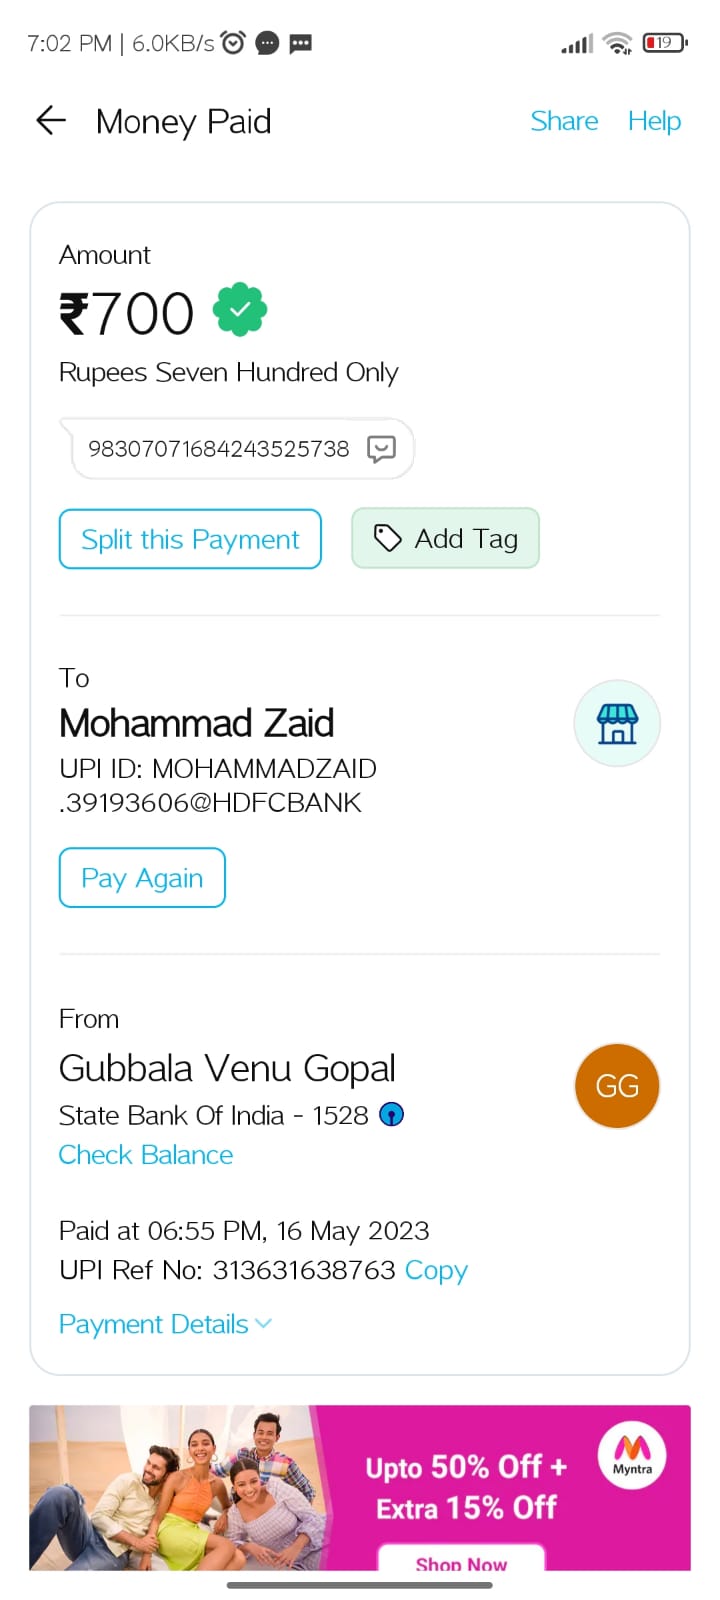 7:02 PM | 6.0KB/s 19
Money Paid Share Help
Amount
₹700
Rupees Seven Hundred Only
98307071684243525738
Split this Payment Add Tag
To
Mohammad Zaid
UPI ID: MOHAMMADZAID
.39193606@HDFCBANK
Pay Again
From
Gubbala Venu Gopal
GG
State Bank Of India - 1528
Check Balance
Paid at 06:55 PM, 16 May 2023
UPI Ref No: 313631638763 Copy
Payment Details
Upto 50% Off +
Extra 15% Off
Myntra
Shop Now